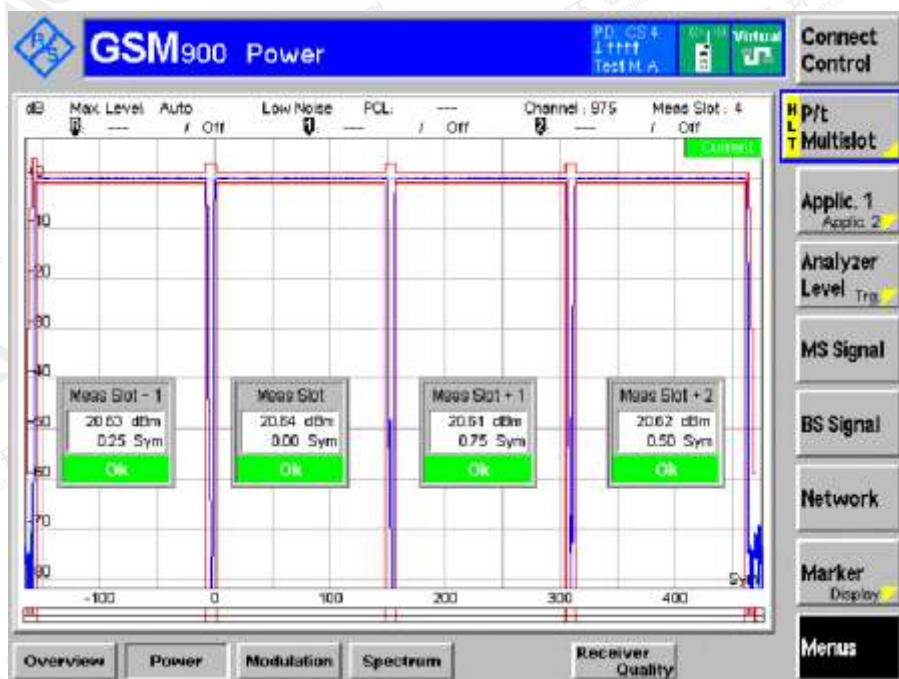 GSM900 Power
PD. CS 4
Test M. A
Virtual
Connect Control
dB Max. Level Auto Low Noise PCL: --- Channel : 975 Meas Slot : 4
0 --- / Off 1 --- / Off 2 --- / Off
Current
HLT P/t Multislot
-10
-20
-30
-40
-50
-60
-70
-80
Meas Slot - 1
20.63 dBm
0.25 Sym
Ok
Meas Slot
20.64 dBm
0.00 Sym
Ok
Meas Slot + 1
20.61 dBm
0.75 Sym
Ok
Meas Slot + 2
20.62 dBm
0.50 Sym
Ok
Sym
-100 0 100 200 300 400
Applic. 1
Applic. 2
Analyzer Level Trg.
MS Signal
BS Signal
Network
Marker
Display
Menus
Overview Power Modulation Spectrum Receiver Quality